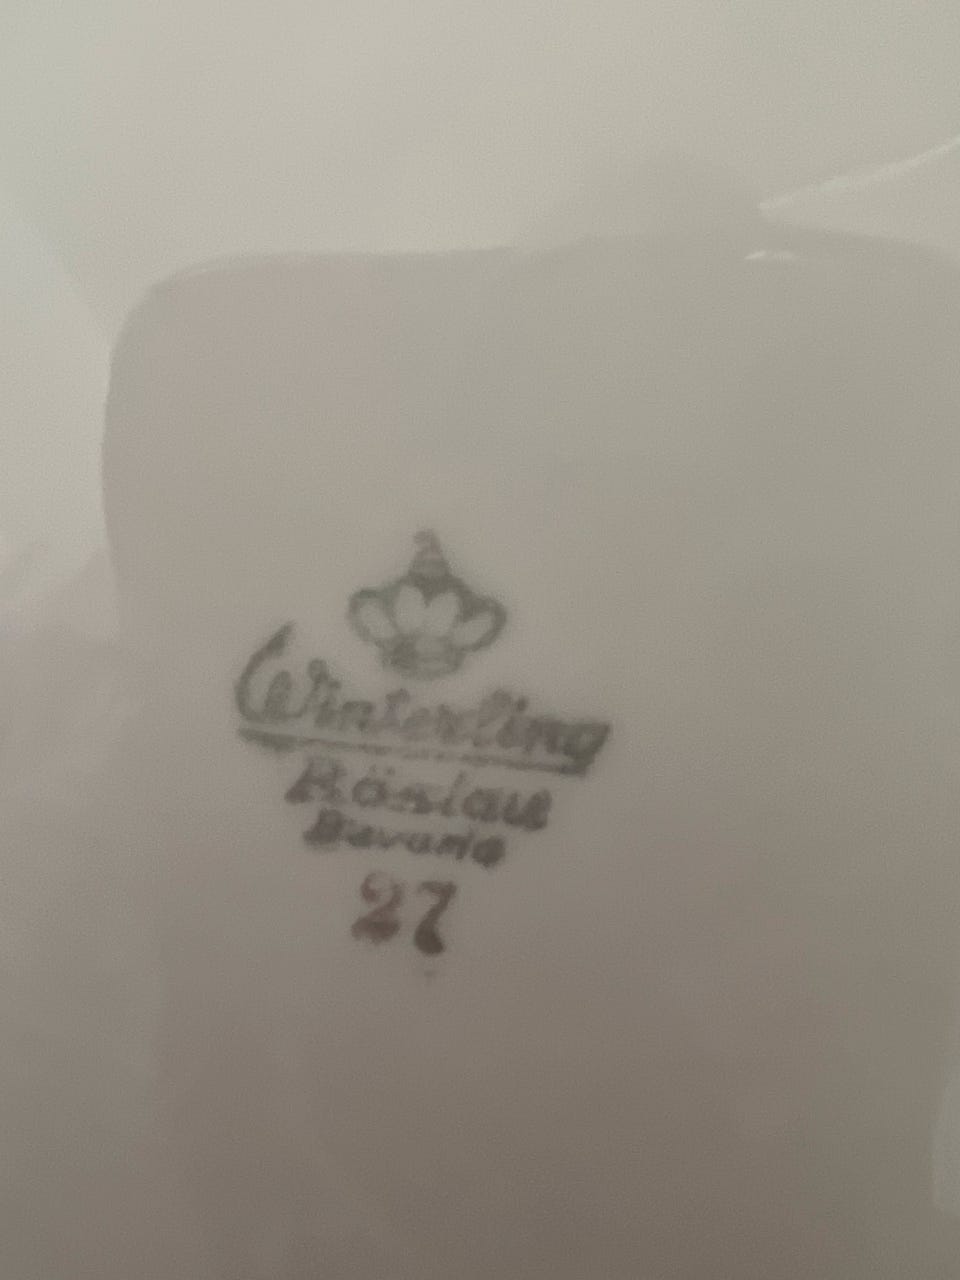 Winterling
Röslau
Bavaria
27